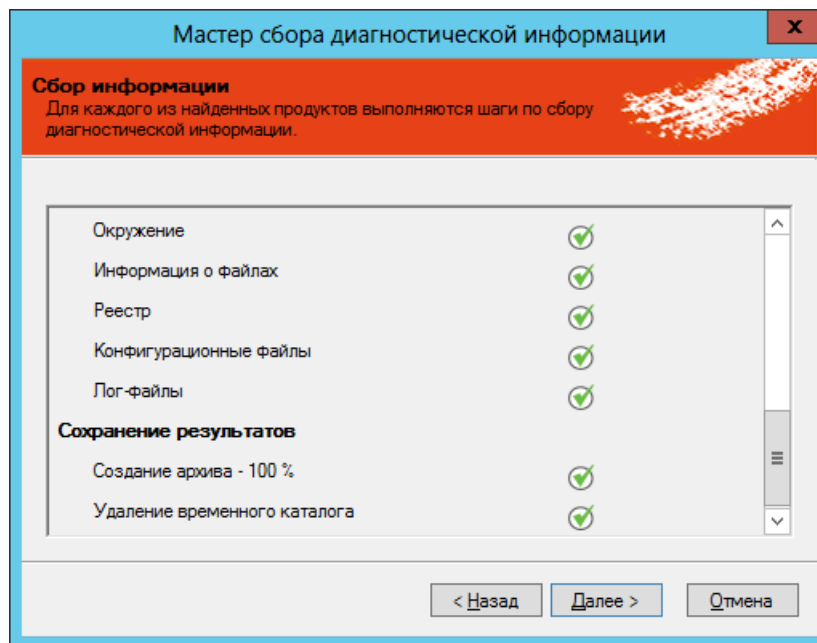 Мастер сбора диагностической информации
x
Сбор информации
Для каждого из найденных продуктов выполняются шаги по сбору
диагностической информации.
Окружение
Информация о файлах
Реестр
Конфигурационные файлы
Лог-файлы
Сохранение результатов
Создание архива - 100 %
Удаление временного каталога
< Назад
Далее >
Отмена